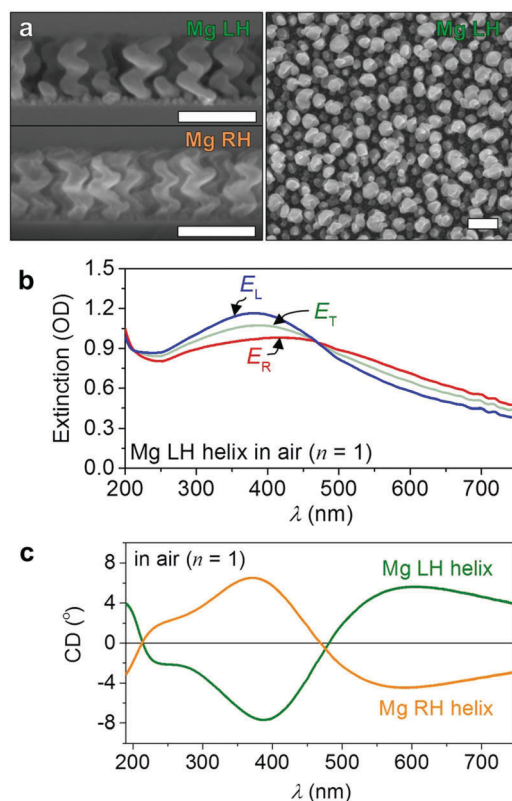 a
Mg LH
Mg LH
Mg RH
b
1.5
1.2
0.9
0.6
0.3
0.0
Extinction (OD)
E_L
E_T
E_R
Mg LH helix in air (n = 1)
200 300 400 500 600 700
λ (nm)
c
in air (n = 1)
8
4
0
-4
-8
CD (°)
Mg LH helix
Mg RH helix
200 300 400 500 600 700
λ (nm)